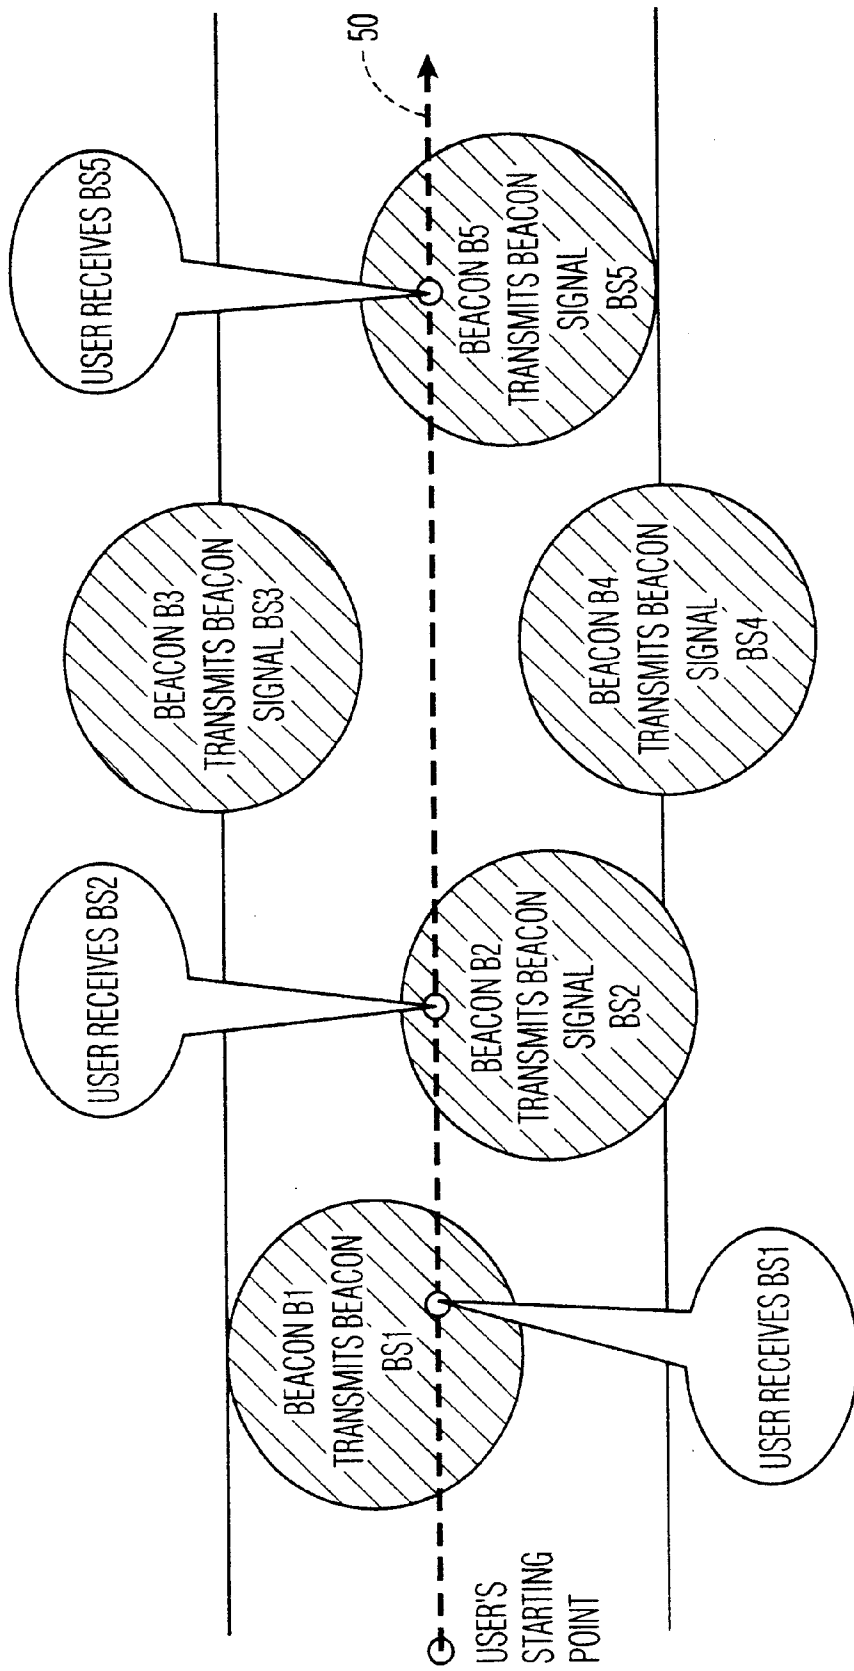 USER'S
STARTING
POINT
BEACON B1
TRANSMITS BEACON
BS1
USER RECEIVES BS1
USER RECEIVES BS2
BEACON B2
TRANSMITS BEACON
SIGNAL
BS2
BEACON B3
TRANSMITS BEACON
SIGNAL BS3
BEACON B4
TRANSMITS BEACON
SIGNAL
BS4
USER RECEIVES BS5
BEACON B5
TRANSMITS BEACON
SIGNAL
BS5
50